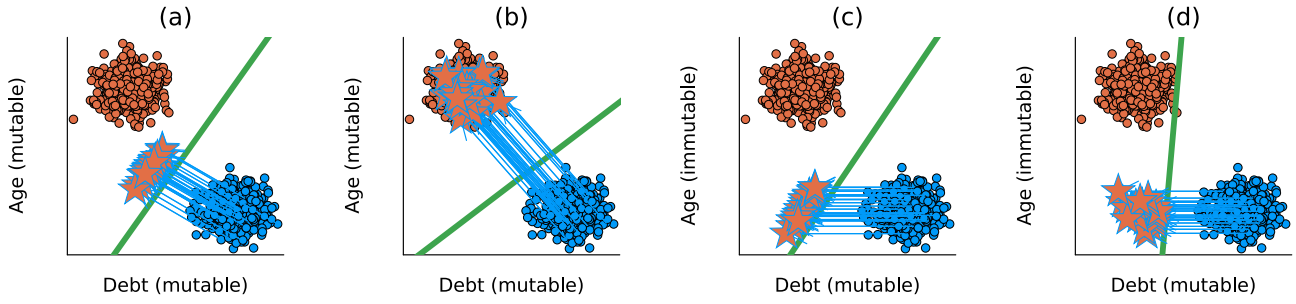 (a)
Age (mutable)
Debt (mutable)
(b)
Age (mutable)
Debt (mutable)
(c)
Age (immutable)
Debt (mutable)
(d)
Age (immutable)
Debt (mutable)